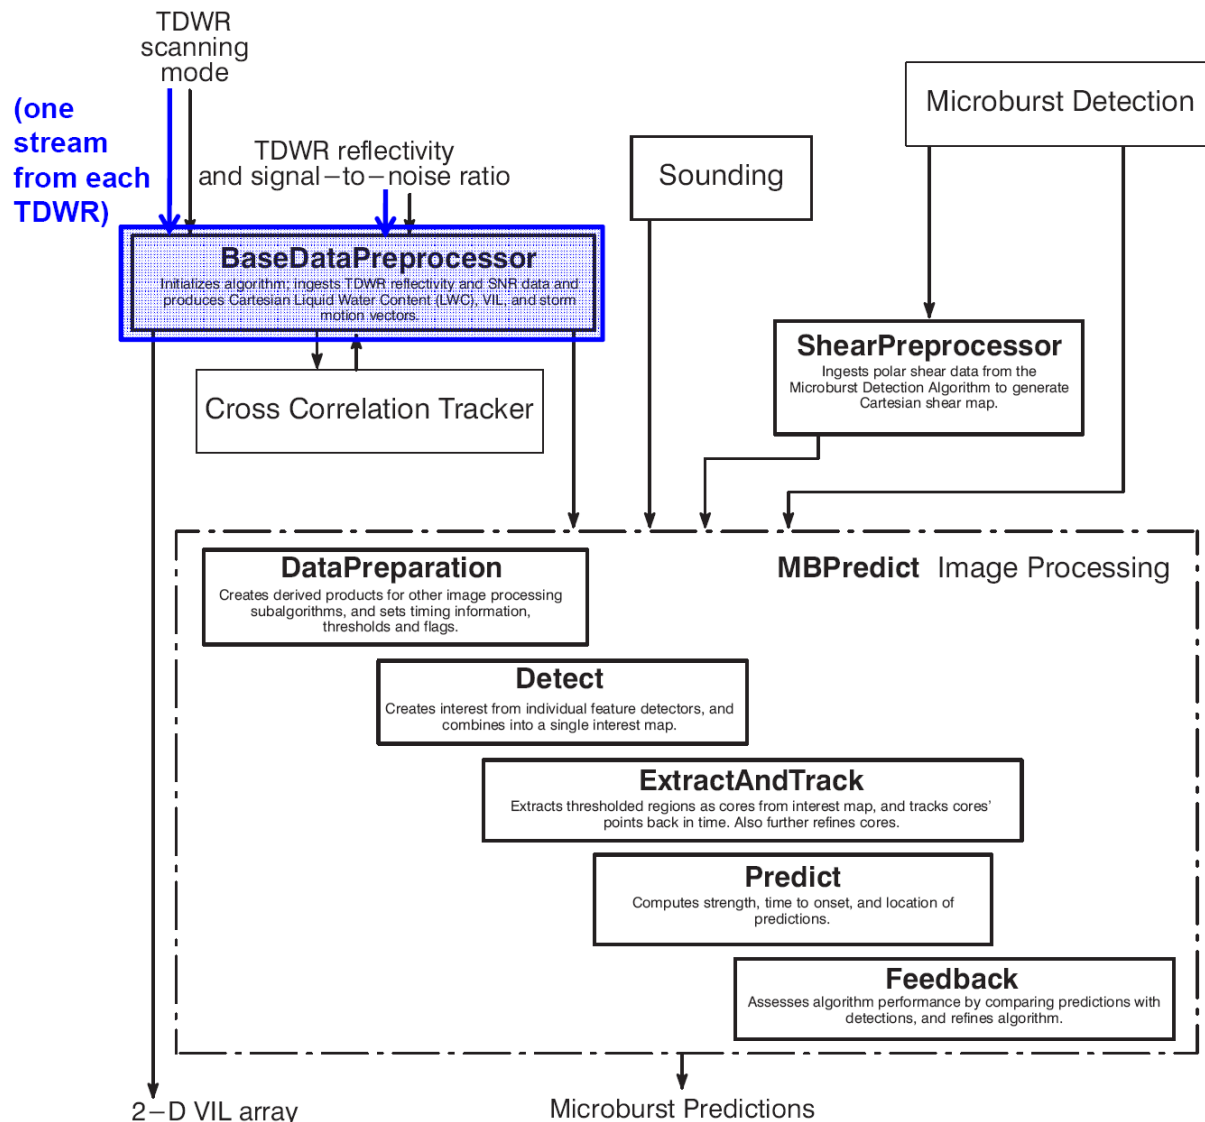 TDWR
scanning
mode
(one
stream
from each
TDWR)
TDWR reflectivity
and signal−to−noise ratio
Sounding
Microburst Detection
BaseDataPreprocessor
Initializes algorithm; ingests TDWR reflectivity and SNR data and
produces Cartesian Liquid Water Content (LWC), VIL, and storm
motion vectors.
Cross Correlation Tracker
ShearPreprocessor
Ingests polar shear data from the
Microburst Detection Algorithm to generate
Cartesian shear map.
MBPredict Image Processing
DataPreparation
Creates derived products for other image processing
subalgorithms, and sets timing information,
thresholds and flags.
Detect
Creates interest from individual feature detectors, and
combines into a single interest map.
ExtractAndTrack
Extracts thresholded regions as cores from interest map, and tracks cores'
points back in time. Also further refines cores.
Predict
Computes strength, time to onset, and location of
predictions.
Feedback
Assesses algorithm performance by comparing predictions with
detections, and refines algorithm.
2−D VIL array
Microburst Predictions